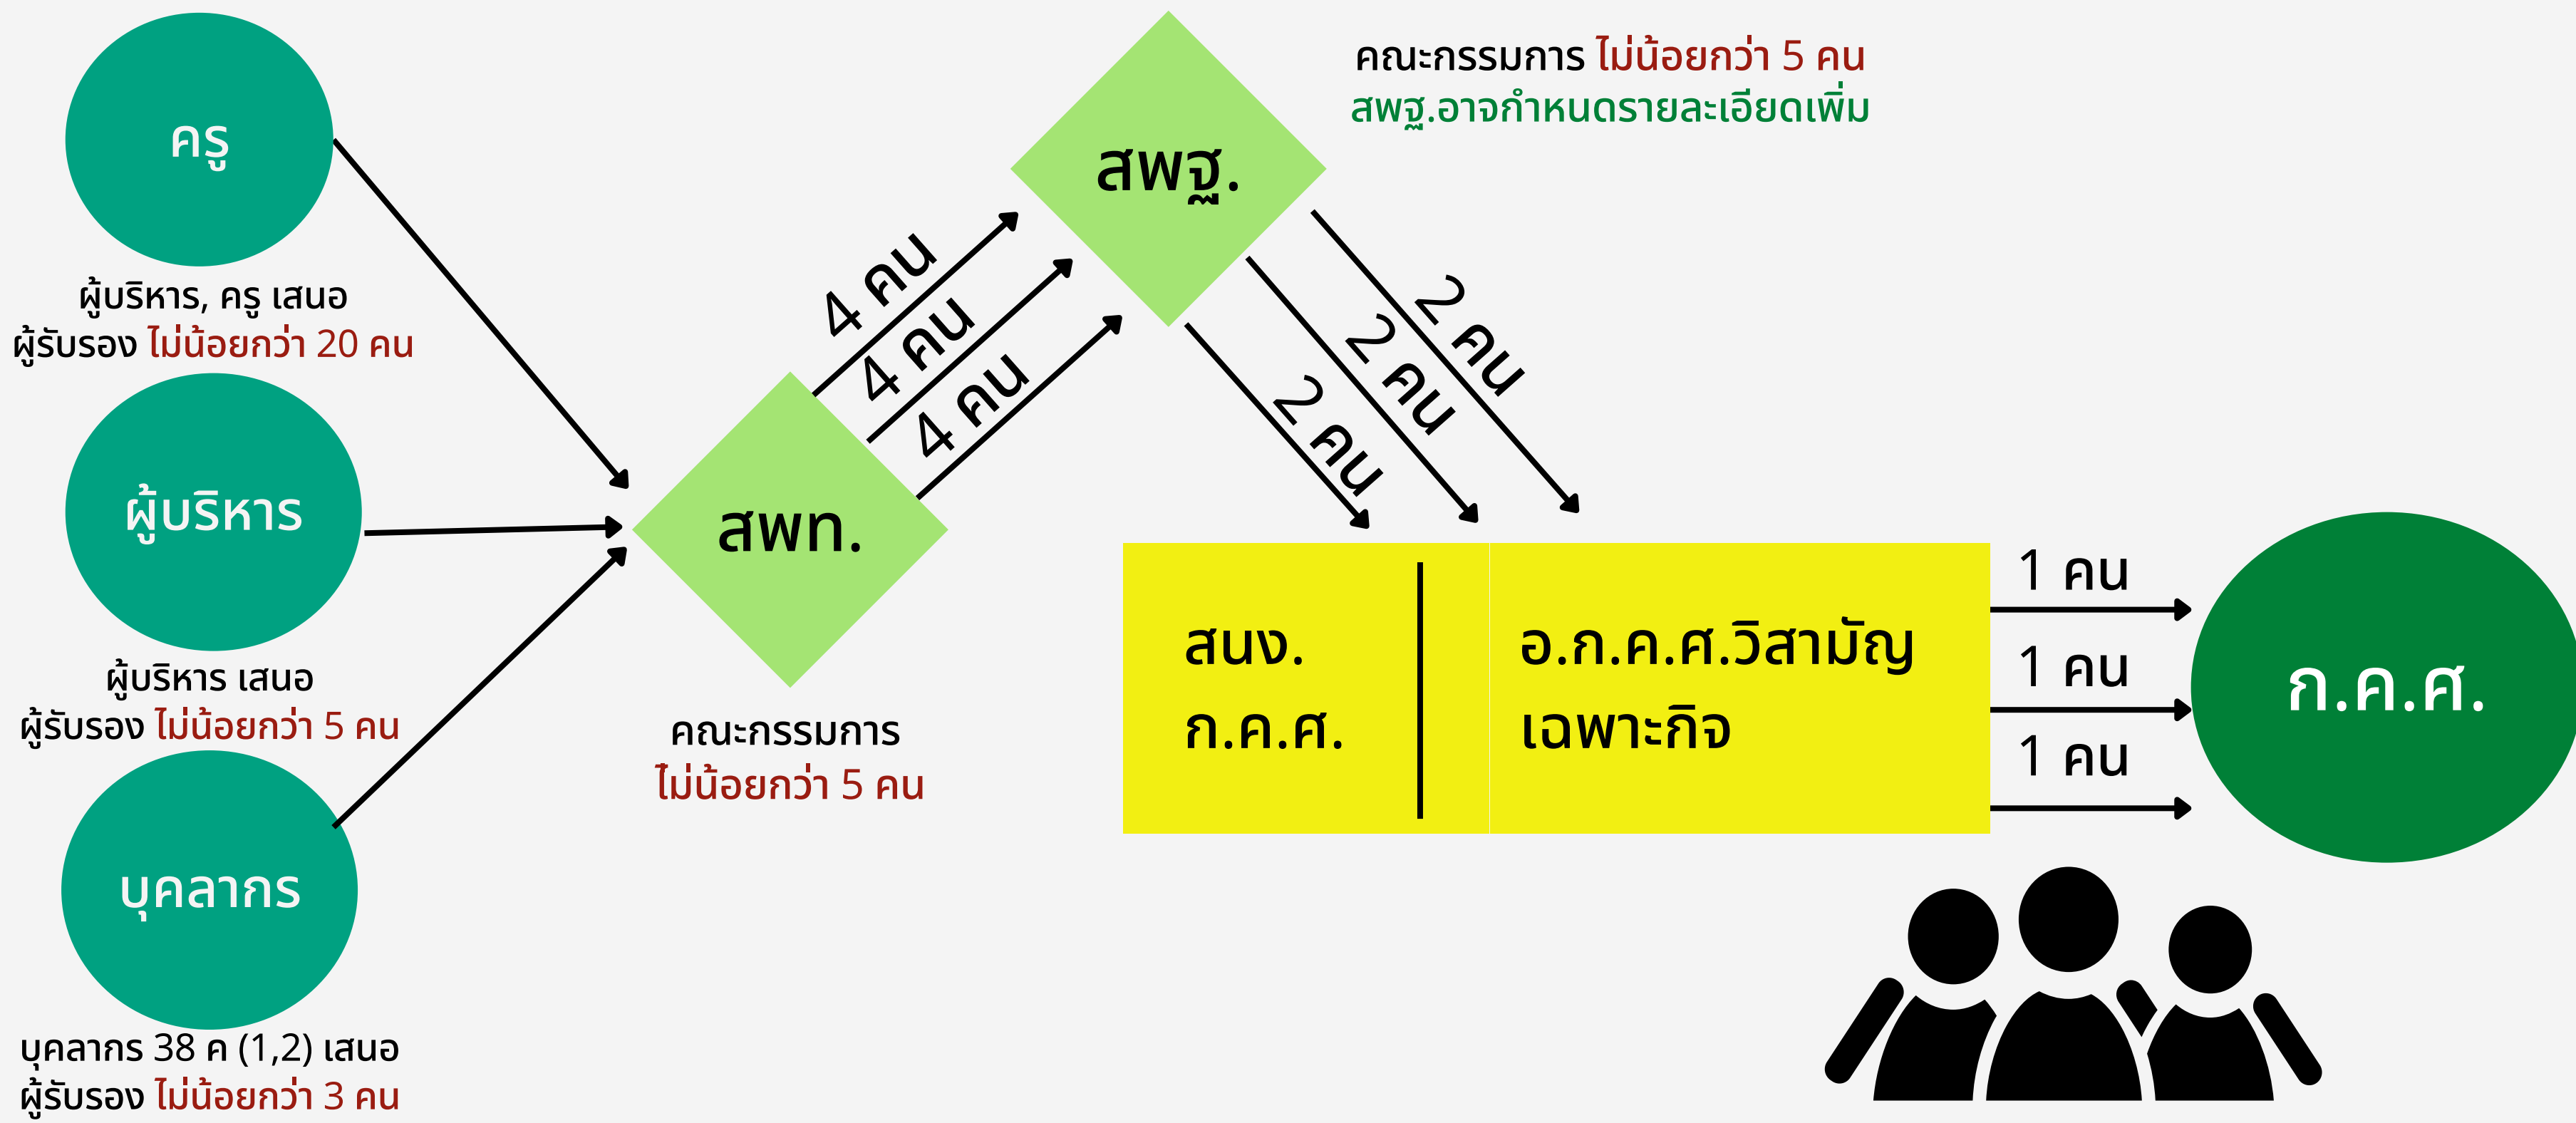 ครู
ผู้บริหาร, ครู เสนอ
ผู้รับรอง ไม่น้อยกว่า 20 คน
ผู้บริหาร
ผู้บริหาร เสนอ
ผู้รับรอง ไม่น้อยกว่า 5 คน
บุคลากร
บุคลากร 38 ค (1,2) เสนอ
ผู้รับรอง ไม่น้อยกว่า 3 คน
สพท.
คณะกรรมการ
ไม่น้อยกว่า 5 คน
4 คน
4 คน
4 คน
สพฐ.
คณะกรรมการ ไม่น้อยกว่า 5 คน
สพฐ.อาจกำหนดรายละเอียดเพิ่ม
2 คน
2 คน
2 คน
สนง.
ก.ค.ศ.
อ.ก.ค.ศ.วิสามัญ
เฉพาะกิจ
1 คน
1 คน
1 คน
ก.ค.ศ.